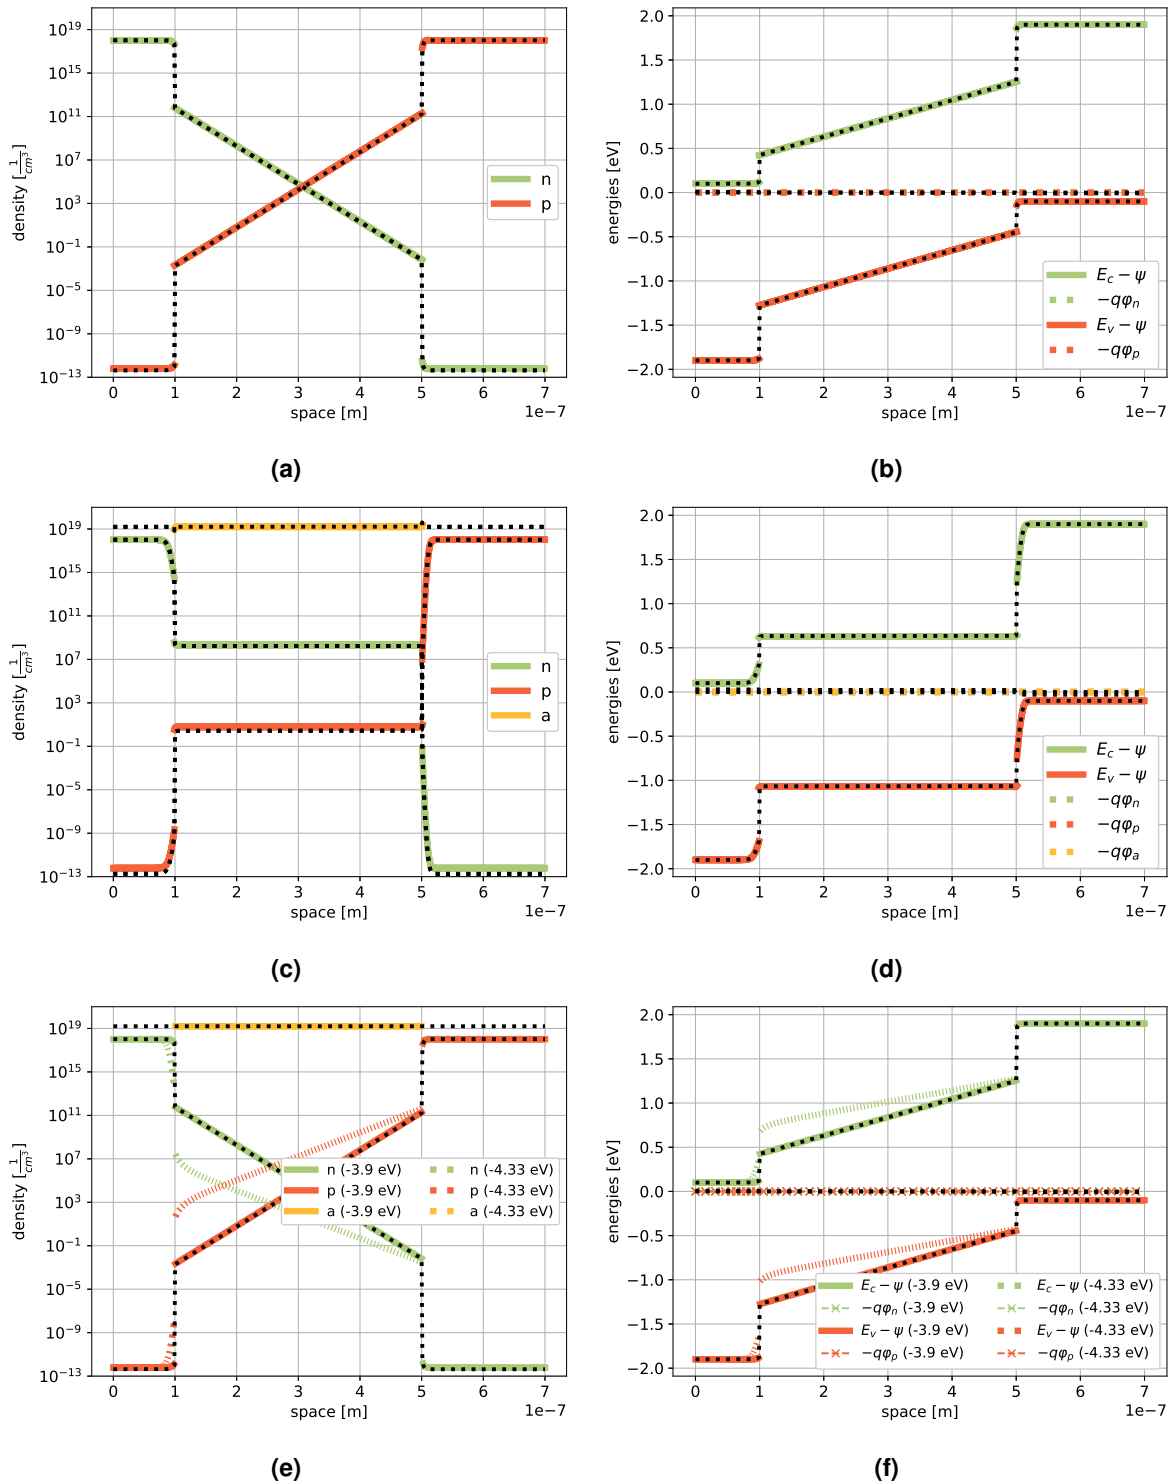 10^19
10^15
10^11
10^7
10^3
10^−1
10^−5
10^−9
10^−13
density [1/cm^3]
0 1 2 3 4 5 6 7
space [m]
1e−7
n
p
(a)
2.0
1.5
1.0
0.5
0.0
−0.5
−1.0
−1.5
−2.0
energies [eV]
0 1 2 3 4 5 6 7
space [m]
1e−7
E_c − ψ
−qφ_n
E_v − ψ
−qφ_p
(b)
10^19
10^15
10^11
10^7
10^3
10^−1
10^−5
10^−9
10^−13
density [1/cm^3]
0 1 2 3 4 5 6 7
space [m]
1e−7
n
p
a
(c)
2.0
1.5
1.0
0.5
0.0
−0.5
−1.0
−1.5
−2.0
energies [eV]
0 1 2 3 4 5 6 7
space [m]
1e−7
E_c − ψ
E_v − ψ
−qφ_n
−qφ_p
−qφ_a
(d)
10^19
10^15
10^11
10^7
10^3
10^−1
10^−5
10^−9
10^−13
density [1/cm^3]
0 1 2 3 4 5 6 7
space [m]
1e−7
n (-3.9 eV) n (-4.33 eV)
p (-3.9 eV) p (-4.33 eV)
a (-3.9 eV) a (-4.33 eV)
(e)
2.0
1.5
1.0
0.5
0.0
−0.5
−1.0
−1.5
−2.0
energies [eV]
0 1 2 3 4 5 6 7
space [m]
1e−7
E_c − ψ (-3.9 eV) E_c − ψ (-4.33 eV)
−qφ_n (-3.9 eV) −qφ_n (-4.33 eV)
E_v − ψ (-3.9 eV) E_v − ψ (-4.33 eV)
−qφ_p (-3.9 eV) −qφ_p (-4.33 eV)
(f)